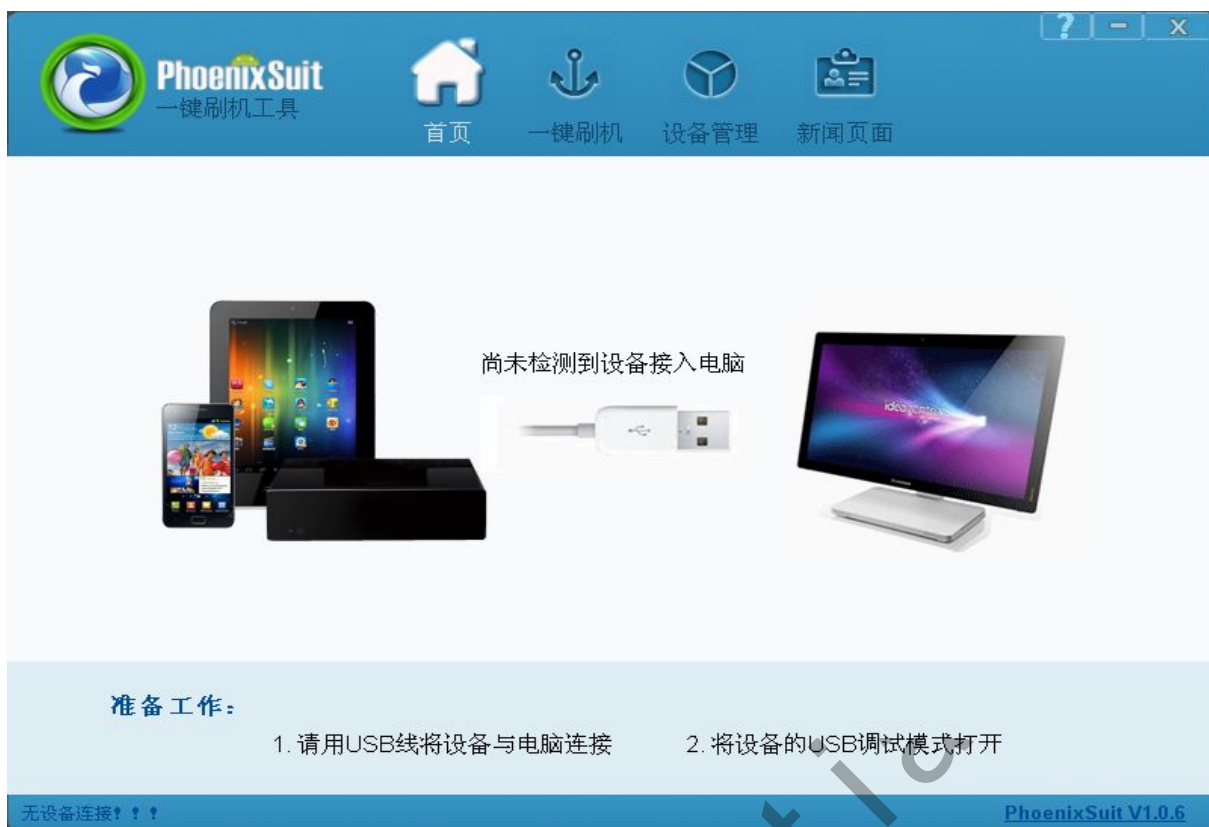 PhoenixSuit
一键刷机工具
首页
一键刷机
设备管理
新闻页面
尚未检测到设备接入电脑
准备工作:
1. 请用USB线将设备与电脑连接
2. 将设备的USB调试模式打开
无设备连接!!!
PhoenixSuit V1.0.6